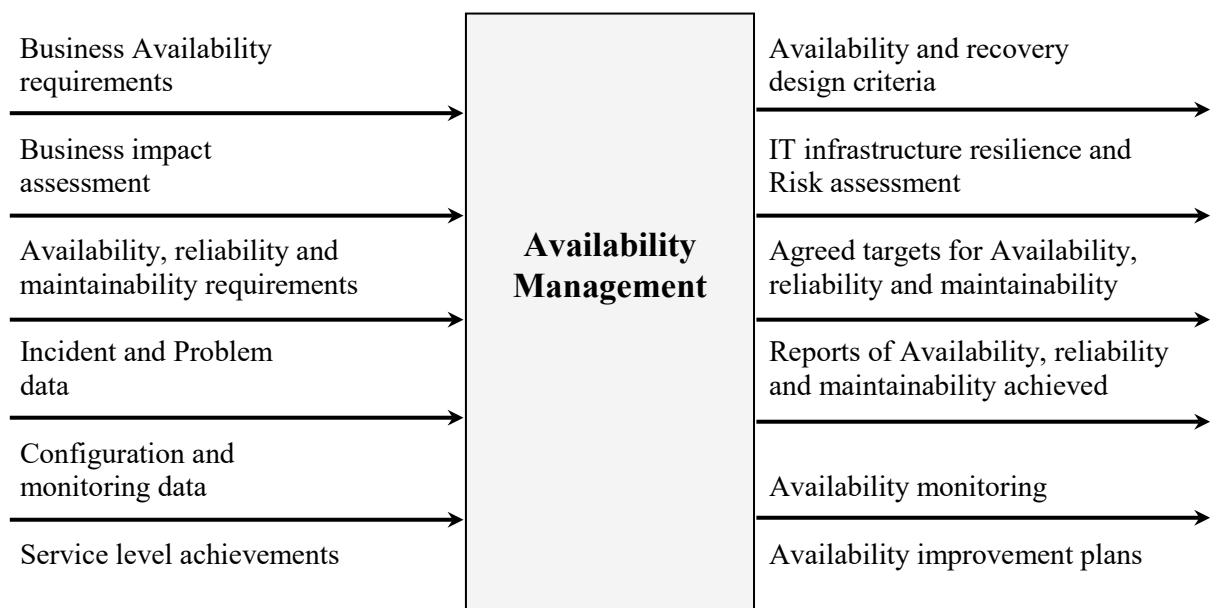 Business Availability
requirements
Business impact
assessment
Availability, reliability and
maintainability requirements
Incident and Problem
data
Configuration and
monitoring data
Service level achievements
Availability
Management
Availability and recovery
design criteria
IT infrastructure resilience and
Risk assessment
Agreed targets for Availability,
reliability and maintainability
Reports of Availability, reliability
and maintainability achieved
Availability monitoring
Availability improvement plans